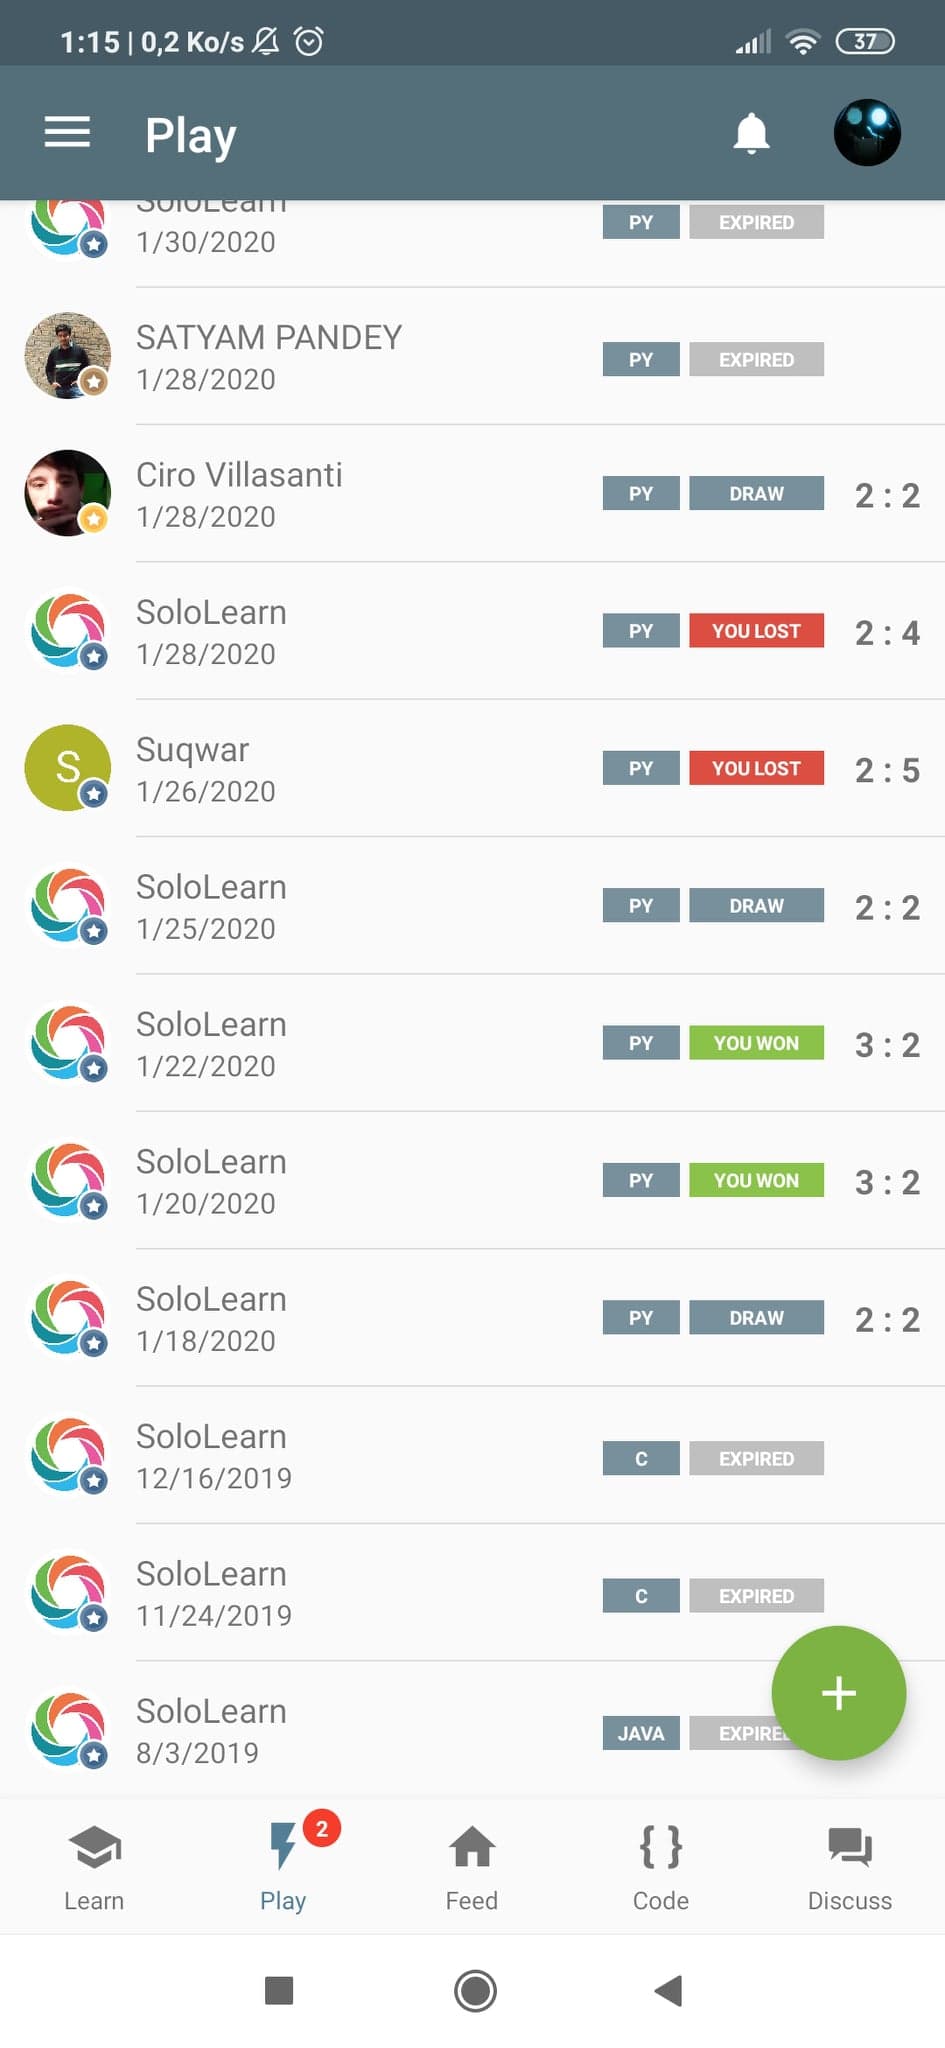 1:15 | 0,2 Ko/s
37
Play
SoloLearn
1/30/2020
PY EXPIRED
SATYAM PANDEY
1/28/2020
PY EXPIRED
Ciro Villasanti
1/28/2020
PY DRAW 2 : 2
SoloLearn
1/28/2020
PY YOU LOST 2 : 4
S
Suqwar
1/26/2020
PY YOU LOST 2 : 5
SoloLearn
1/25/2020
PY DRAW 2 : 2
SoloLearn
1/22/2020
PY YOU WON 3 : 2
SoloLearn
1/20/2020
PY YOU WON 3 : 2
SoloLearn
1/18/2020
PY DRAW 2 : 2
SoloLearn
12/16/2019
C EXPIRED
SoloLearn
11/24/2019
C EXPIRED
SoloLearn
8/3/2019
JAVA EXPIRED
+
2
Learn Play Feed Code Discuss